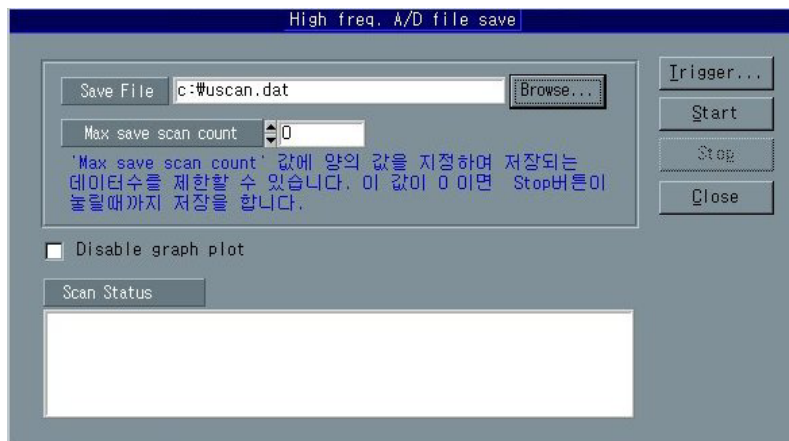 High freq. A/D file save
Save File
c:₩uscan.dat
Browse...
Max save scan count
0
'Max save scan count' 값에 양의 값을 지정하여 저장되는
데이터수를 제한할 수 있습니다. 이 값이 0 이면 Stop버튼이
눌릴때까지 저장을 합니다.
Trigger...
Start
Stop
Close
Disable graph plot
Scan Status